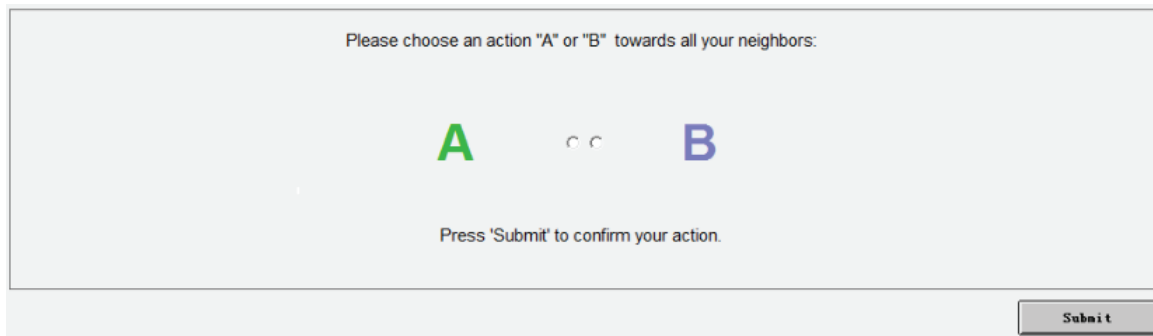 Please choose an action "A" or "B" towards all your neighbors:
A B
Press 'Submit' to confirm your action.
Submit